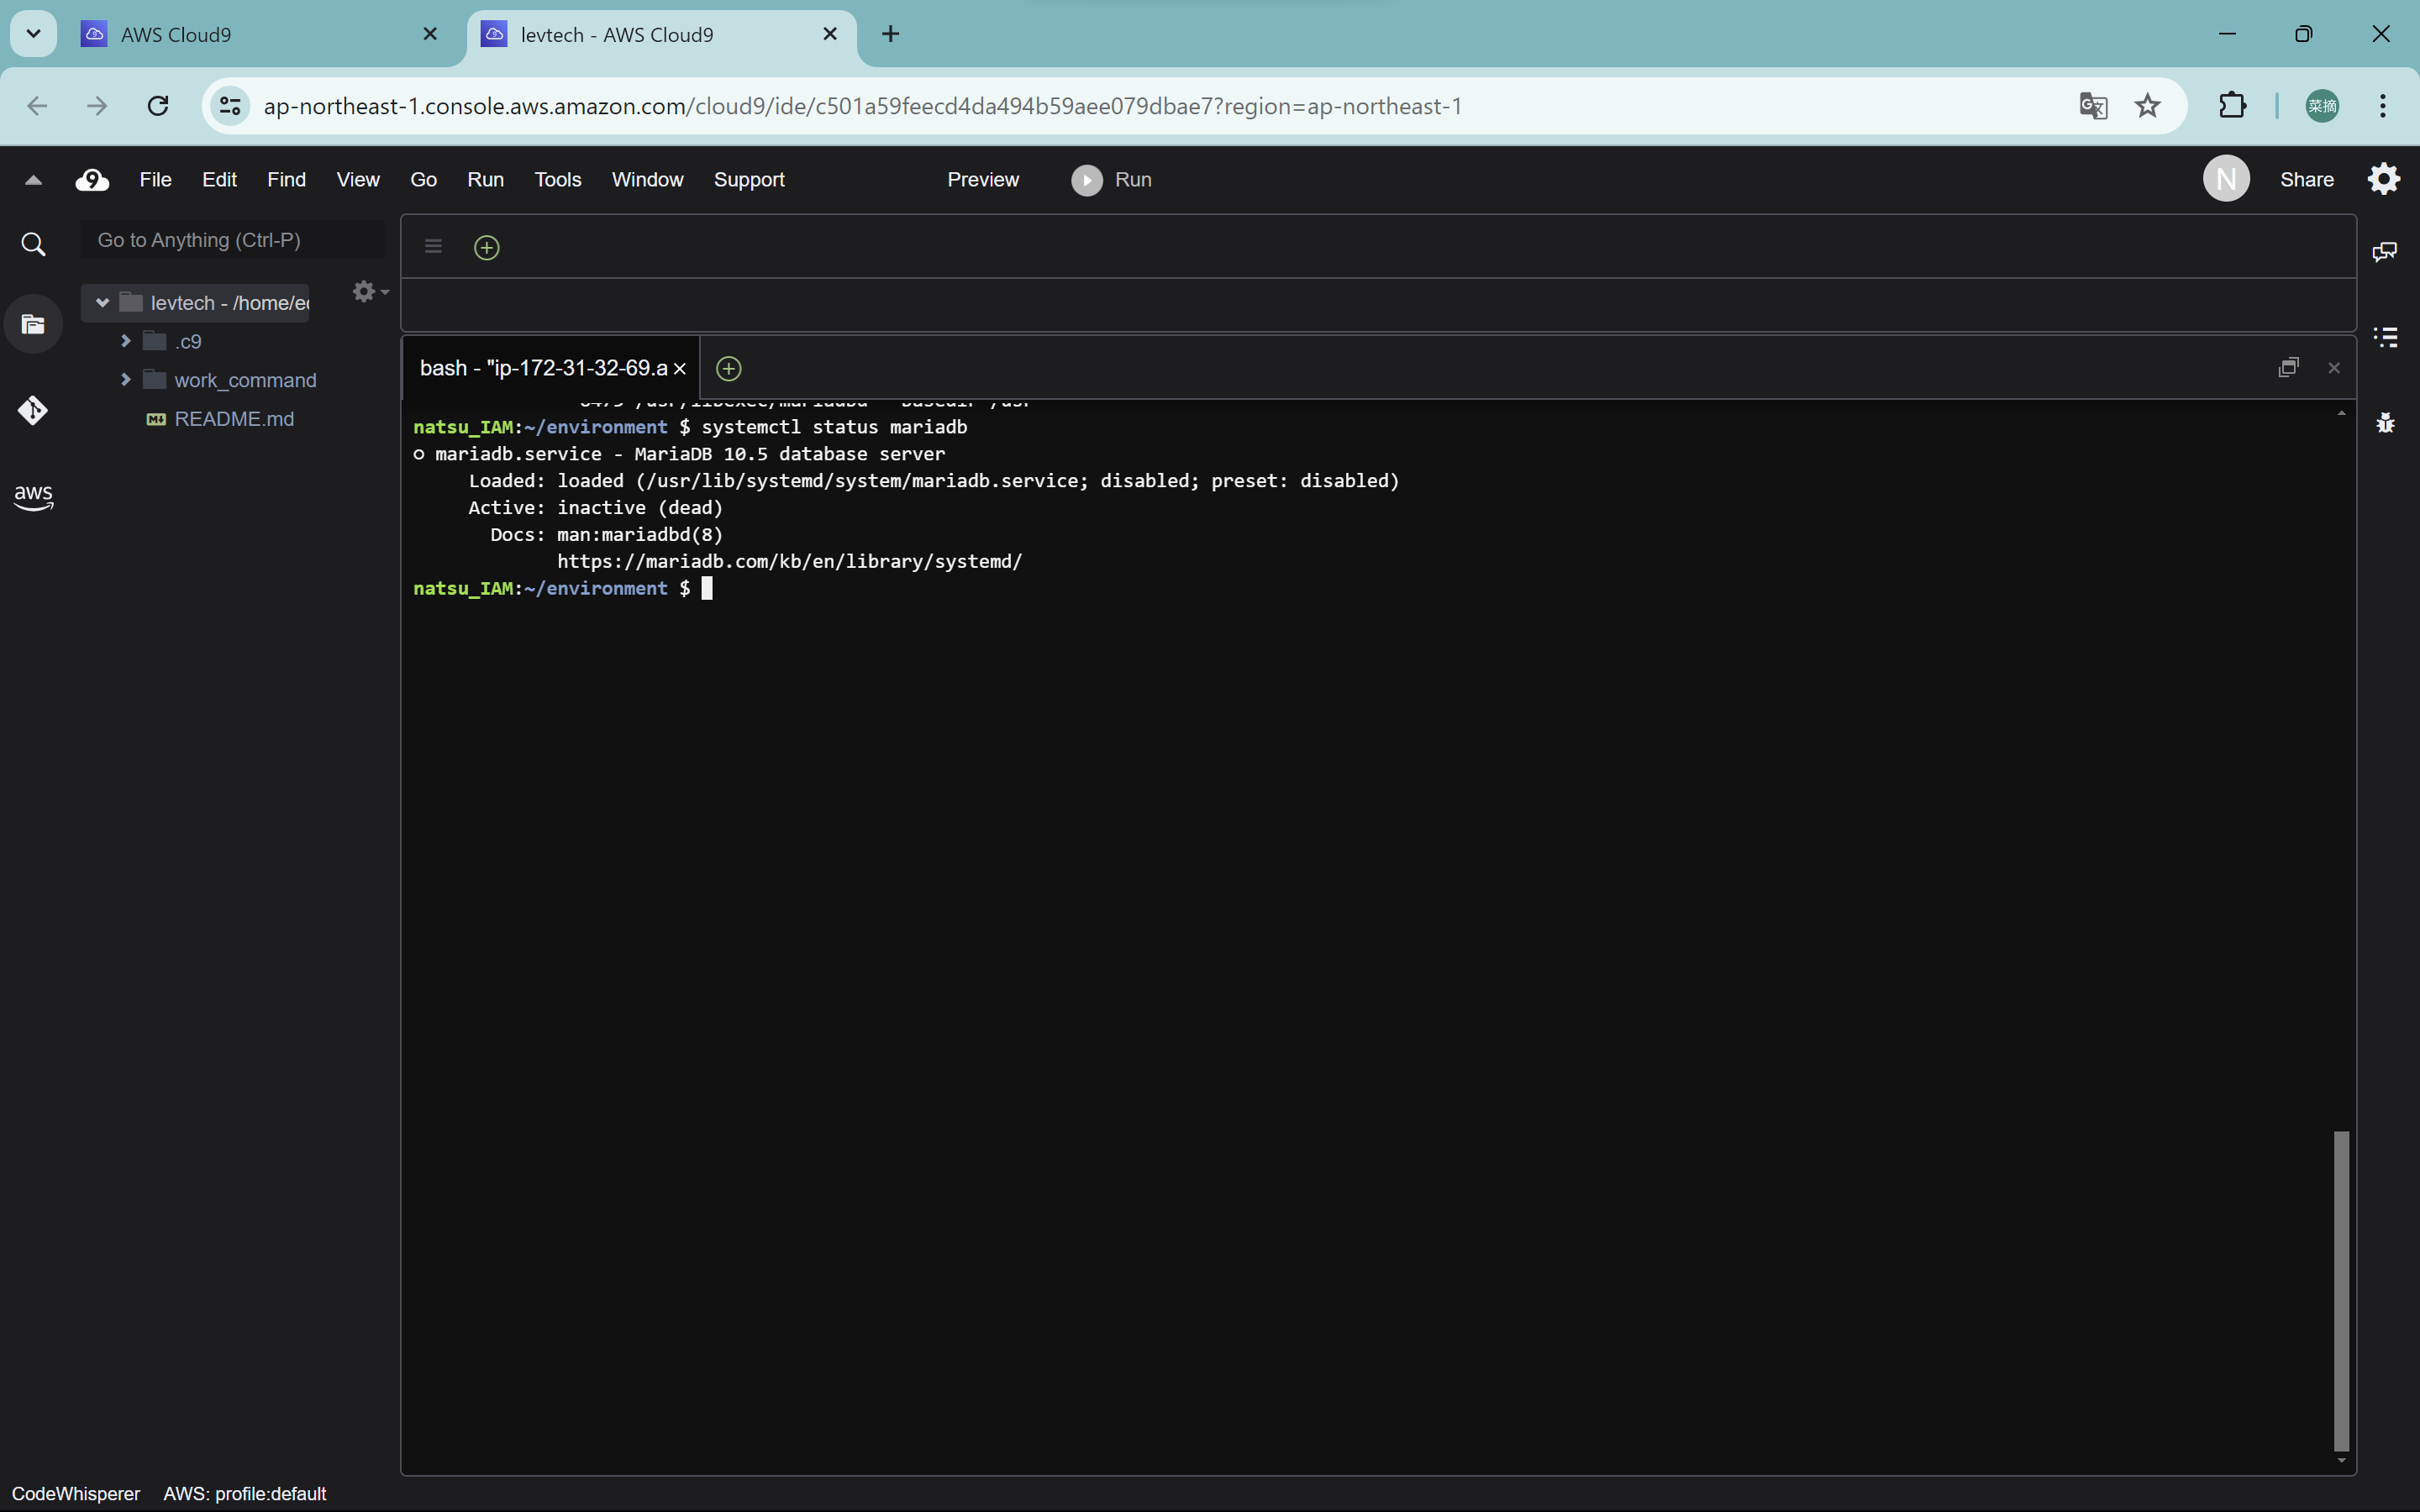 AWS Cloud9
levtech - AWS Cloud9
ap-northeast-1.console.aws.amazon.com/cloud9/ide/c501a59feecd4da494b59aee079dbae7?region=ap-northeast-1
菜摘
9 File Edit Find View Go Run Tools Window Support Preview Run N Share
Go to Anything (Ctrl-P)
levtech - /home/ec
.c9
work_command
README.md
aws
bash - "ip-172-31-32-69.a
natsu_IAM:~/environment $ systemctl status mariadb
○ mariadb.service - MariaDB 10.5 database server
Loaded: loaded (/usr/lib/systemd/system/mariadb.service; disabled; preset: disabled)
Active: inactive (dead)
Docs: man:mariadbd(8)
https://mariadb.com/kb/en/library/systemd/
natsu_IAM:~/environment $
CodeWhisperer AWS: profile:default